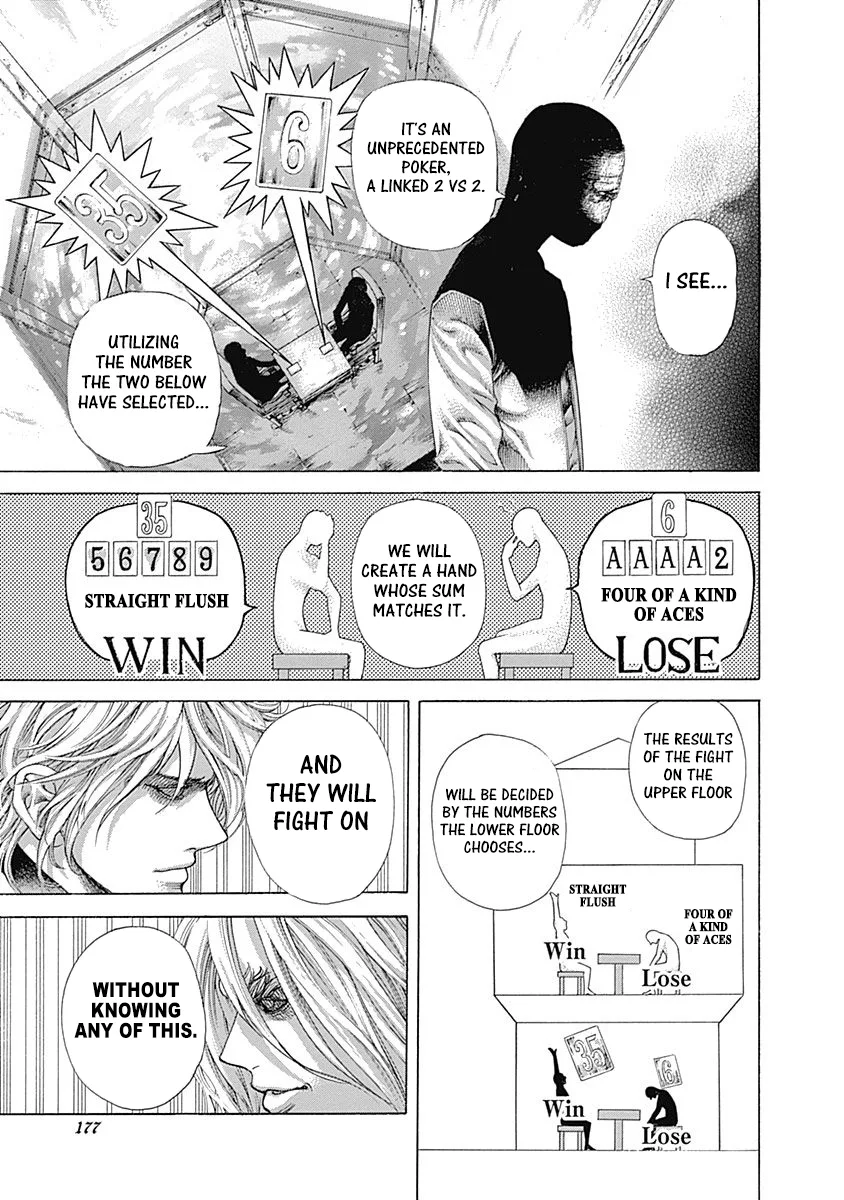 I SEE...
IT'S AN
UNPRECEDENTED
POKER,
A LINKED 2 VS 2.
6
35
UTILIZING
THE NUMBER
THE TWO BELOW
HAVE SELECTED...
6
A A A A 2
FOUR OF A KIND
OF ACES
LOSE
WE WILL
CREATE A HAND
WHOSE SUM
MATCHES IT.
35
5 6 7 8 9
STRAIGHT FLUSH
WIN
THE RESULTS
OF THE FIGHT
ON THE
UPPER FLOOR
WILL BE DECIDED
BY THE NUMBERS
THE LOWER FLOOR
CHOOSES...
STRAIGHT
FLUSH
FOUR OF
A KIND
OF ACES
Win
Lose
35
6
Win
Lose
AND
THEY WILL
FIGHT ON
WITHOUT
KNOWING
ANY OF THIS.
177